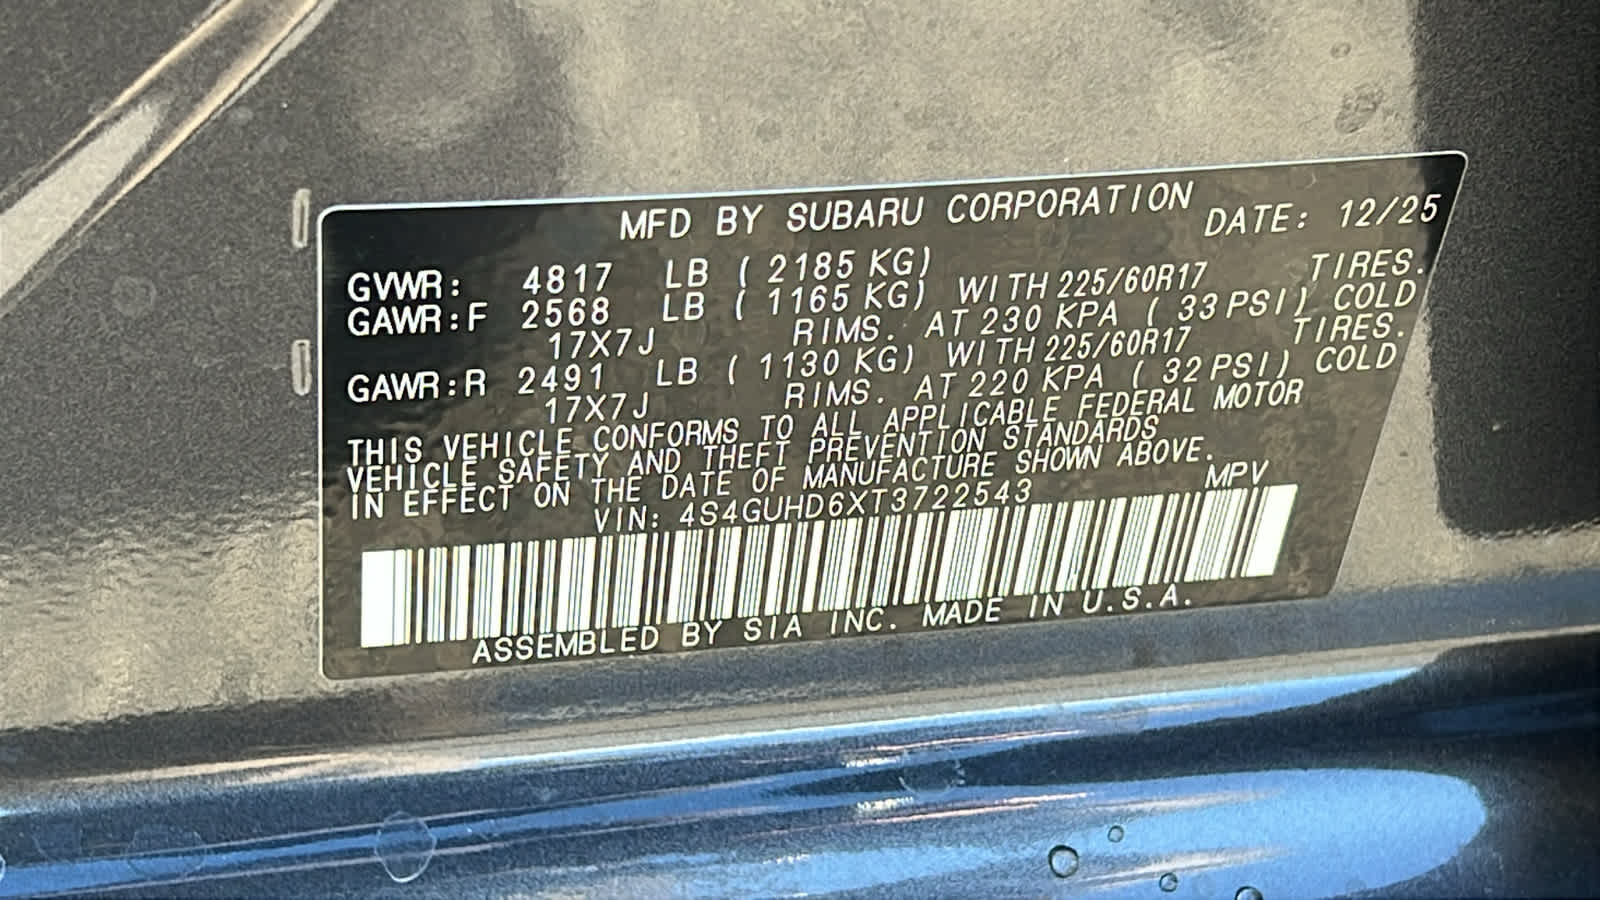 MFD BY SUBARU CORPORATION DATE: 12/25
GVWR: 4817 LB ( 2185 KG)
GAWR:F 2568 LB ( 1165 KG) WITH 225/60R17 TIRES.
17X7J RIMS. AT 230 KPA ( 33 PSI) COLD
GAWR:R 2491 LB ( 1130 KG) WITH 225/60R17 TIRES.
17X7J RIMS. AT 220 KPA ( 32 PSI) COLD
THIS VEHICLE CONFORMS TO ALL APPLICABLE FEDERAL MOTOR
VEHICLE SAFETY AND THEFT PREVENTION STANDARDS
IN EFFECT ON THE DATE OF MANUFACTURE SHOWN ABOVE.
VIN: 4S4GUHD6XT3722543 MPV
ASSEMBLED BY SIA INC. MADE IN U.S.A.